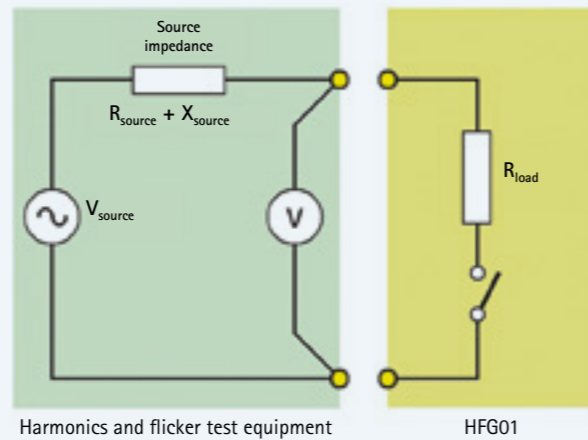 Source
impedance
R_source + X_source
V_source
V
R_load
Harmonics and flicker test equipment
HFG01